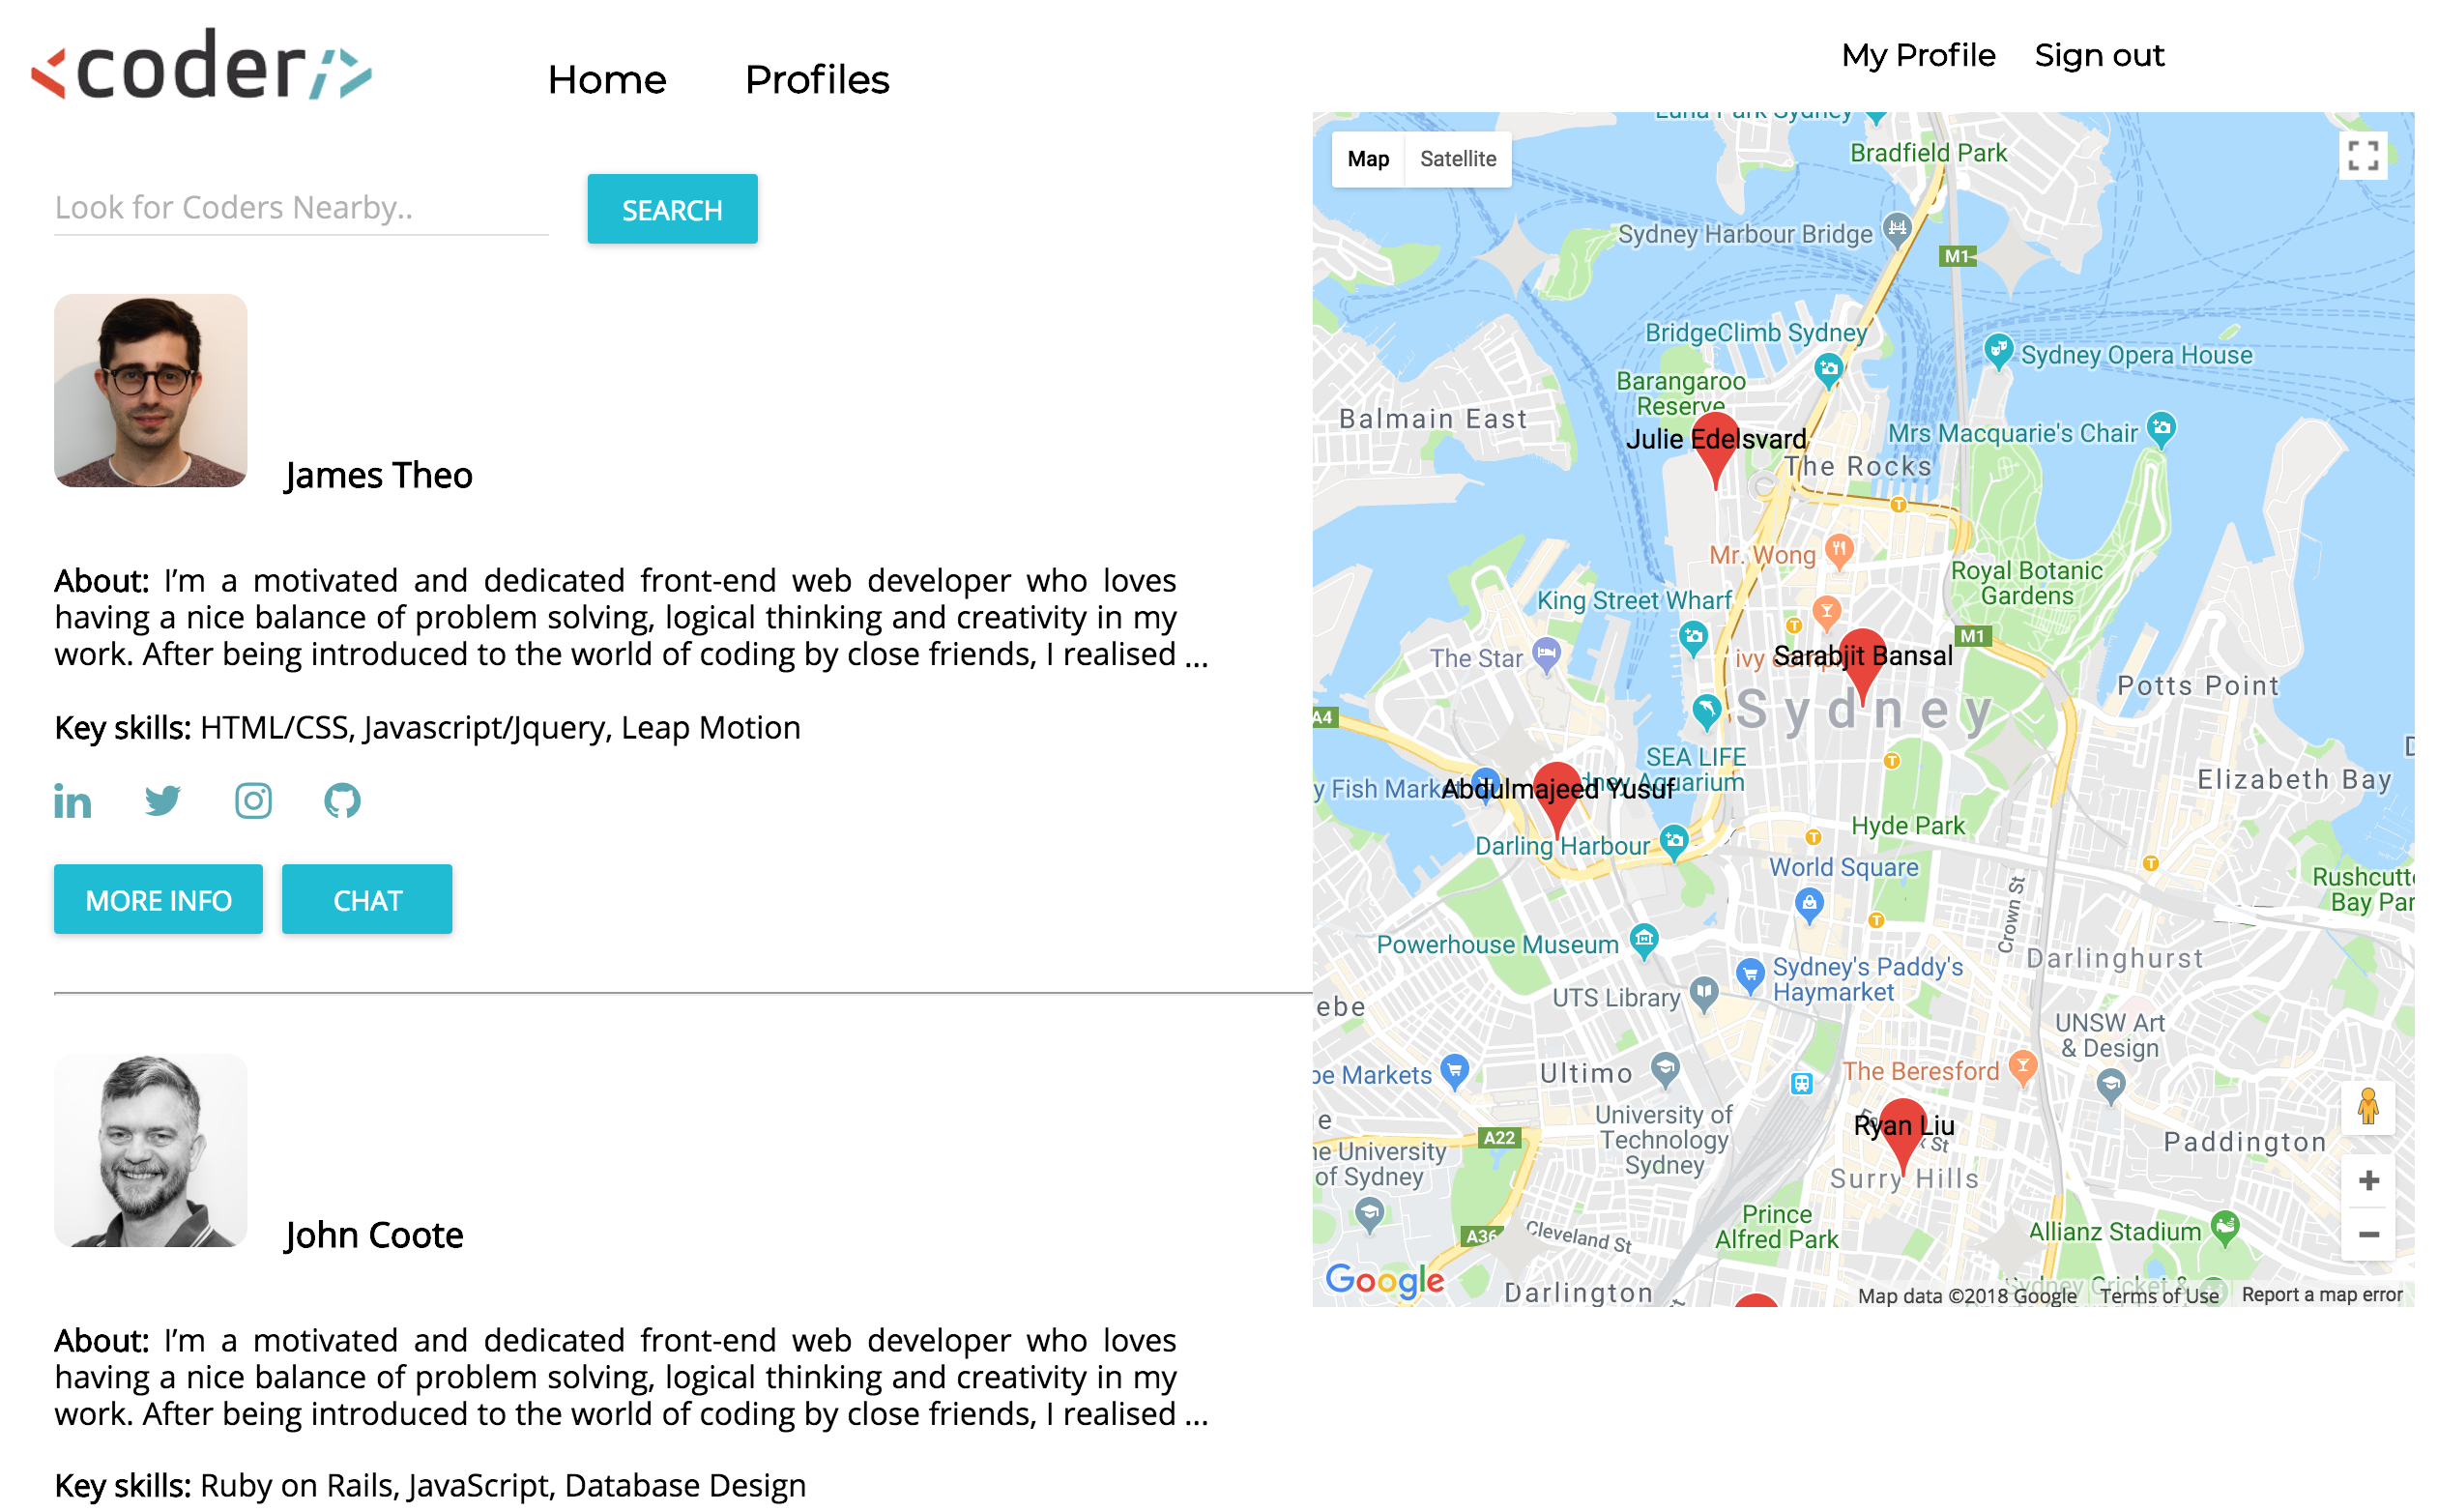 <coder/>
Home
Profiles
My Profile
Sign out
Look for Coders Nearby..
SEARCH
James Theo
About: I’m a motivated and dedicated front-end web developer who loves
having a nice balance of problem solving, logical thinking and creativity in my
work. After being introduced to the world of coding by close friends, I realised ...
Key skills: HTML/CSS, Javascript/Jquery, Leap Motion
MORE INFO
CHAT
John Coote
About: I’m a motivated and dedicated front-end web developer who loves
having a nice balance of problem solving, logical thinking and creativity in my
work. After being introduced to the world of coding by close friends, I realised ...
Key skills: Ruby on Rails, JavaScript, Database Design
Luna Park Sydney
Map
Satellite
Bradfield Park
Sydney Harbour Bridge
M1
BridgeClimb Sydney
Sydney Opera House
Barangaroo
Reserve
Balmain East
Julie Edelsvard
Mrs Macquarie's Chair
The Rocks
Mr. Wong
Royal Botanic
Gardens
King Street Wharf
M1
The Star
ivy
Sarabjit Bansal
Potts Point
Sydney
A4
SEA LIFE
Aquarium
Elizabeth Bay
y Fish Market
Abdulmajeed Yusuf
Hyde Park
Darling Harbour
World Square
Rushcutte
Bay Par
Crown St
Powerhouse Museum
Darlinghurst
Sydney's Paddy's
Haymarket
UTS Library
ebe
UNSW Art
& Design
be Markets
Ultimo
The Beresford
University of
Technology
Sydney
e
A22
Ryan Liu
St
Paddington
ne University
of Sydney
Surry Hills
Prince
Alfred Park
A36
Cleveland St
Allianz Stadium
Google
Darlington
Sydney Cricket &
Map data ©2018 Google
Terms of Use
Report a map error